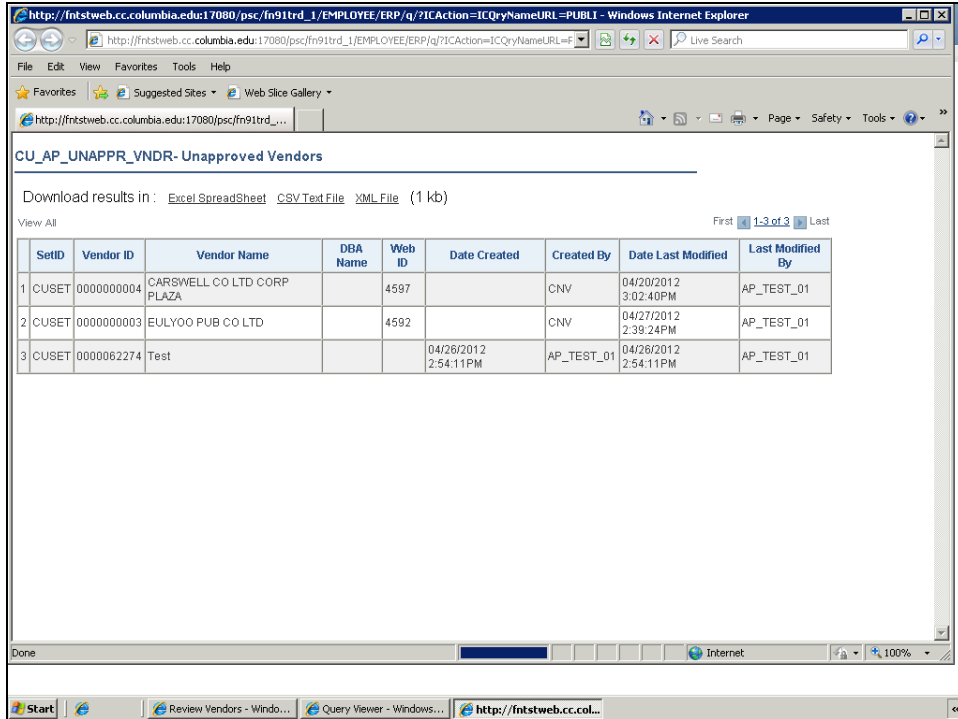 http://fntstweb.cc.columbia.edu:17080/psc/fn91trd_1/EMPLOYEE/ERP/q/?ICAction=ICQryNameURL=PUBLI - Windows Internet Explorer
http://fntstweb.cc.columbia.edu:17080/psc/fn91trd_1/EMPLOYEE/ERP/q/?ICAction=ICQryNameURL=F Live Search
File Edit View Favorites Tools Help
Favorites Suggested Sites Web Slice Gallery
http://fntstweb.cc.columbia.edu:17080/psc/fn91trd_... Page Safety Tools »
CU_AP_UNAPPR_VNDR- Unapproved Vendors
Download results in : Excel SpreadSheet CSV Text File XML File (1 kb)
View All First 1-3 of 3 Last
SetID Vendor ID Vendor Name DBA Name Web ID Date Created Created By Date Last Modified Last Modified By
1 CUSET 0000000004 CARSWELL CO LTD CORP PLAZA 4597 CNV 04/20/2012 3:02:40PM AP_TEST_01
2 CUSET 0000000003 EULYOO PUB CO LTD 4592 CNV 04/27/2012 2:39:24PM AP_TEST_01
3 CUSET 0000062274 Test 04/26/2012 2:54:11PM AP_TEST_01 04/26/2012 2:54:11PM AP_TEST_01
Done Internet 100%
Start Review Vendors - Windo... Query Viewer - Windows... http://fntstweb.cc.col... «